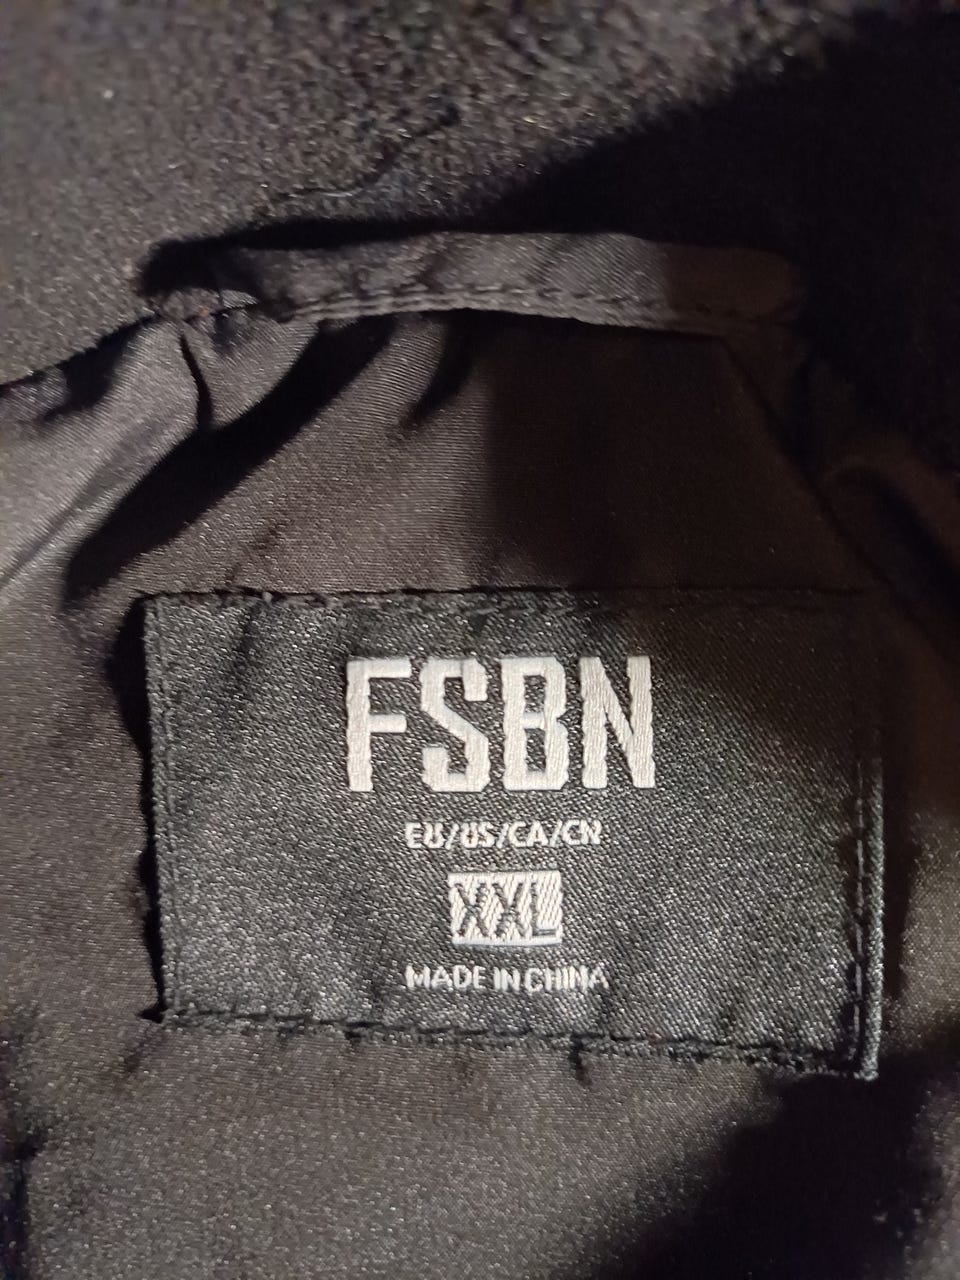 FSBN
EU/US/CA/CN
XXL
MADE IN CHINA